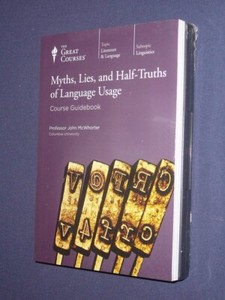 THE
GREAT
COURSES®
Topic
Literature
& Language
Subtopic
Linguistics
Myths, Lies, and Half-Truths
of Language Usage
Course Guidebook
Professor John McWhorter
Columbia University